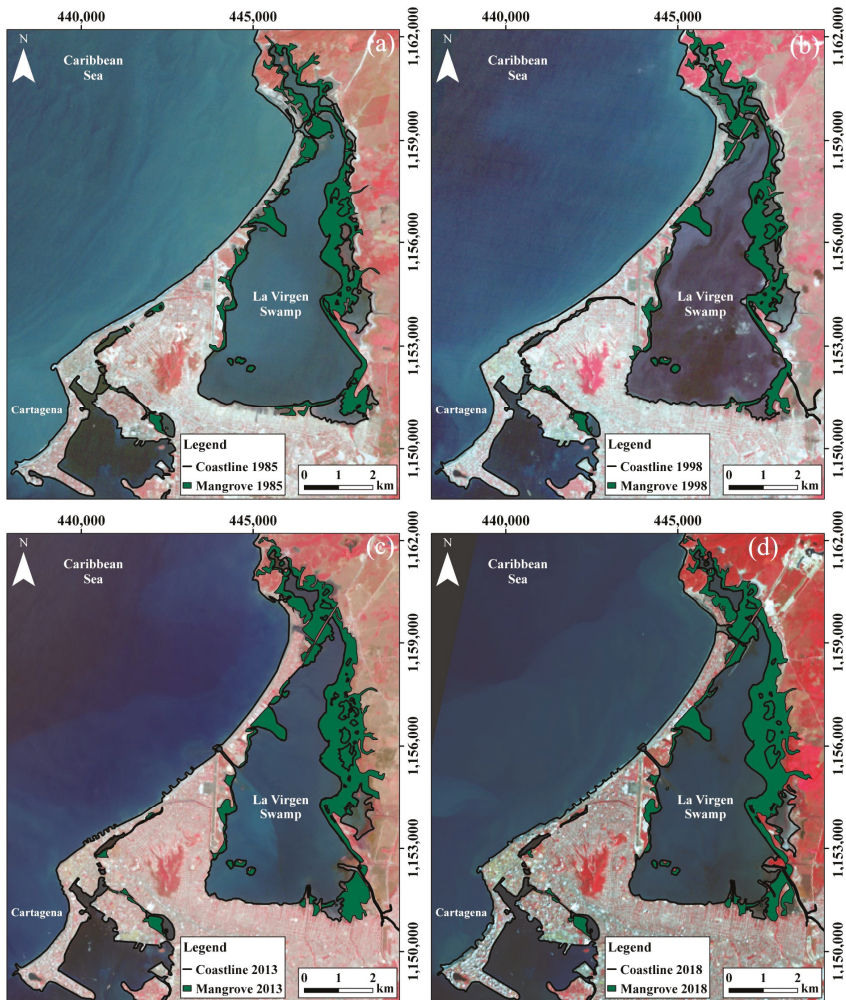 440,000 445,000 440,000 445,000
N
Caribbean
Sea
(a)
1,162,000
1,159,000
1,156,000
1,153,000
1,150,000
La Virgen
Swamp
Cartagena
Legend
Coastline 1985
Mangrove 1985
0 1 2
km
N
Caribbean
Sea
(b)
1,162,000
1,159,000
1,156,000
1,153,000
1,150,000
La Virgen
Swamp
Cartagena
Legend
Coastline 1998
Mangrove 1998
0 1 2
km
440,000 445,000 440,000 445,000
N
Caribbean
Sea
(c)
1,162,000
1,159,000
1,156,000
1,153,000
1,150,000
La Virgen
Swamp
Cartagena
Legend
Coastline 2013
Mangrove 2013
0 1 2
km
N
Caribbean
Sea
(d)
1,162,000
1,159,000
1,156,000
1,153,000
1,150,000
La Virgen
Swamp
Cartagena
Legend
Coastline 2018
Mangrove 2018
0 1 2
km